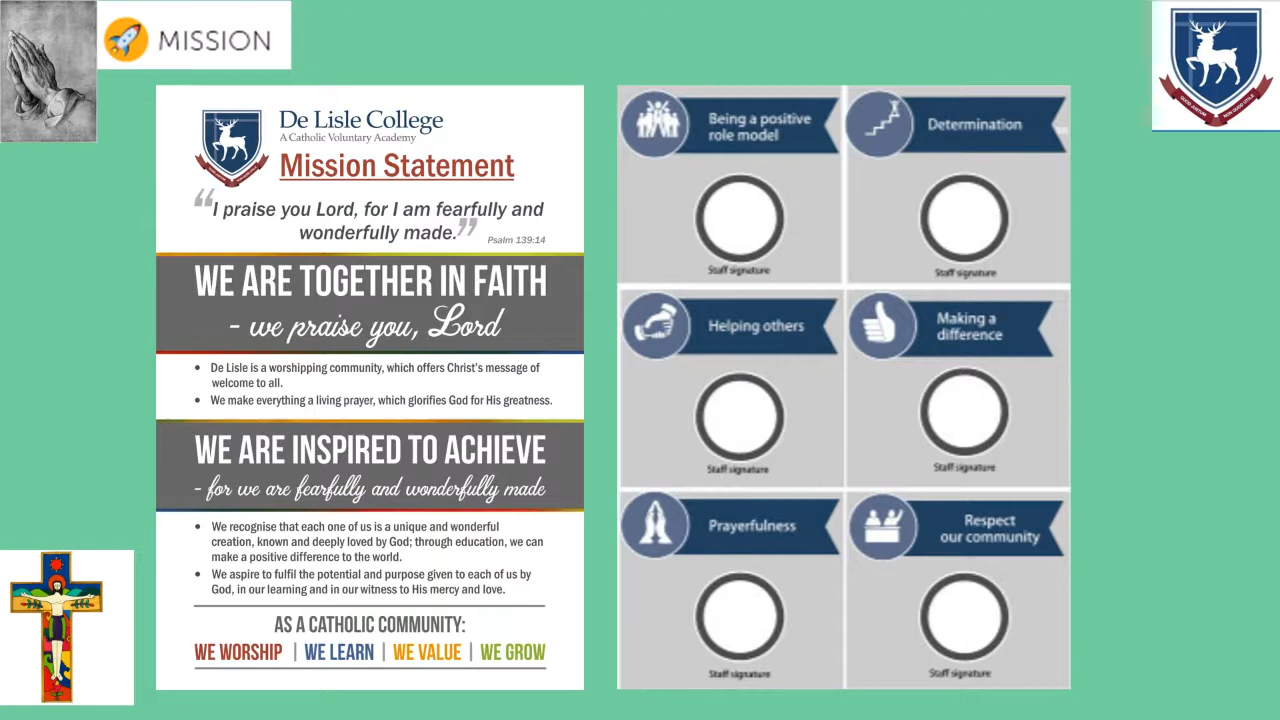 MISSION
De Lisle College
A Catholic Voluntary Academy
Mission Statement
“I praise you Lord, for I am fearfully and
wonderfully made.”
Psalm 139:14
WE ARE TOGETHER IN FAITH
- we praise you, Lord
• De Lisle is a worshipping community, which offers Christ's message of
welcome to all.
• We make everything a living prayer, which glorifies God for His greatness.
WE ARE INSPIRED TO ACHIEVE
- for we are fearfully and wonderfully made
• We recognise that each one of us is a unique and wonderful
creation, known and deeply loved by God; through education, we can
make a positive difference to the world.
• We aspire to fulfil the potential and purpose given to each of us by
God, in our learning and in our witness to His mercy and love.
AS A CATHOLIC COMMUNITY:
WE WORSHIP | WE LEARN | WE VALUE | WE GROW
Being a positive
role model
Staff signature
Determination
Staff signature
Helping others
Staff signature
Making a
difference
Staff signature
Prayerfulness
Staff signature
Respect
our community
Staff signature